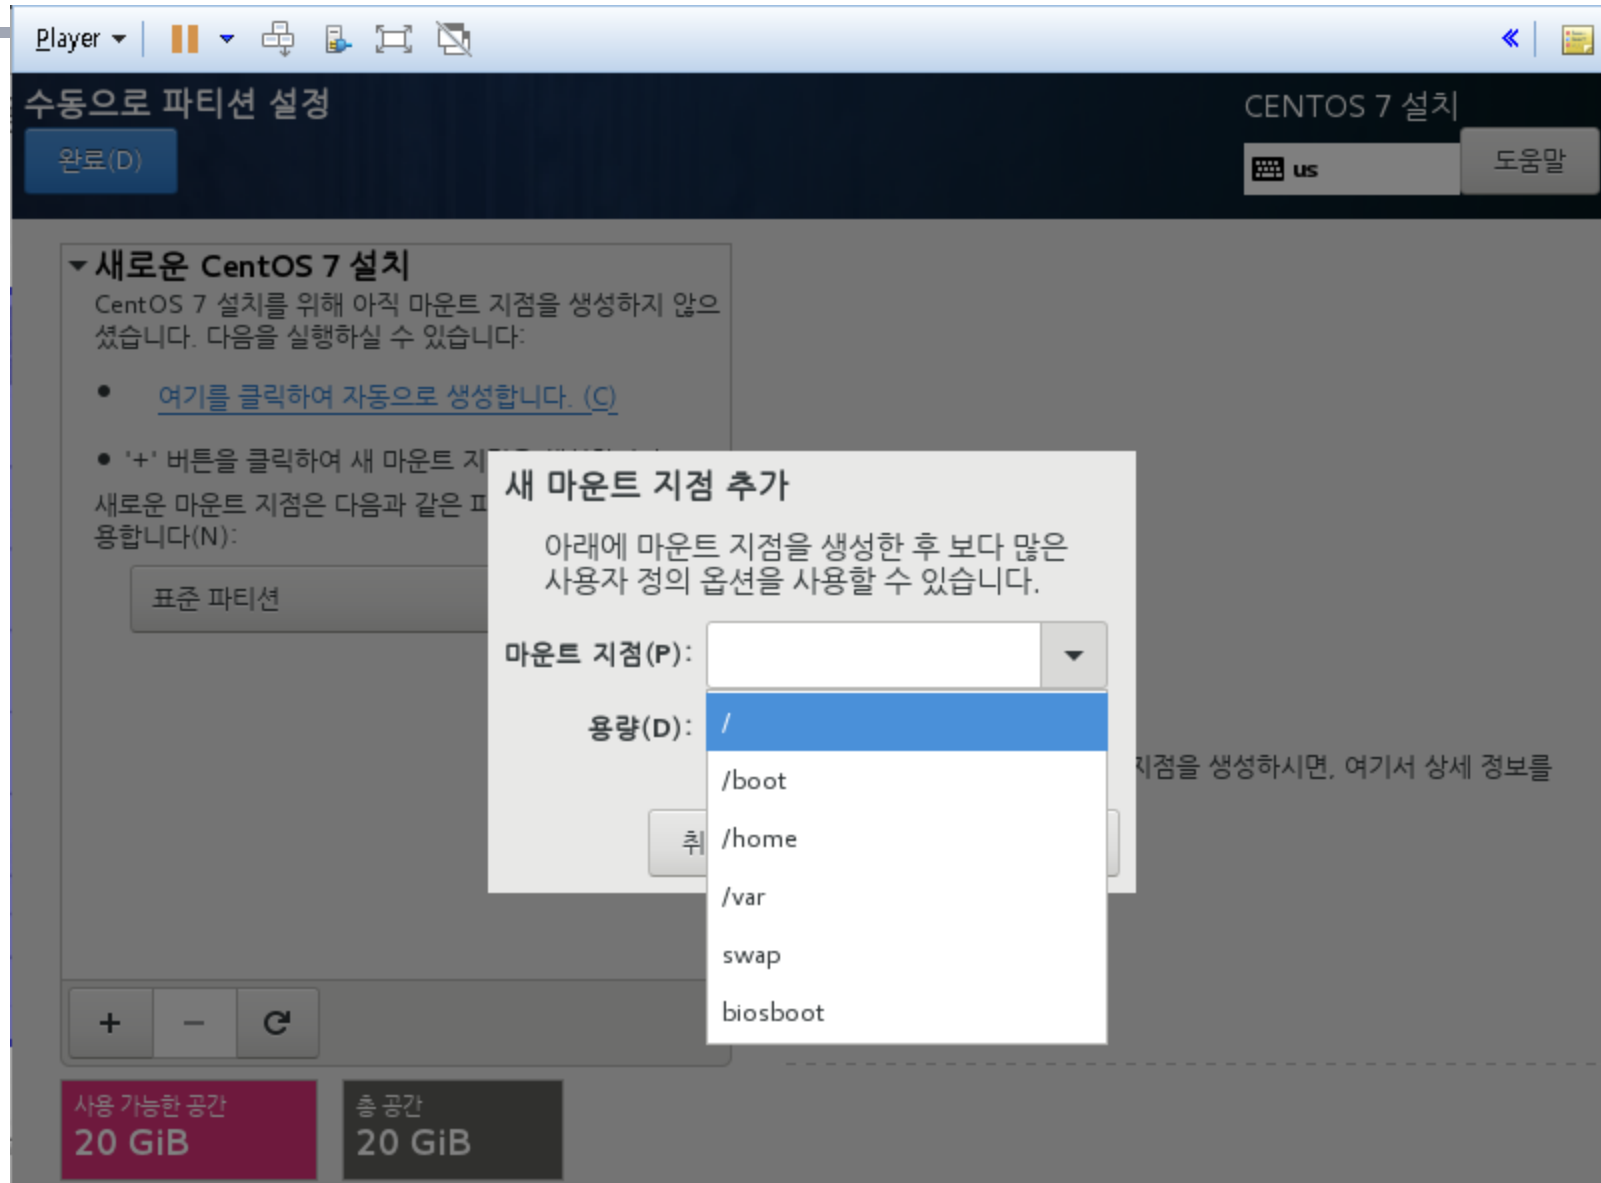 Player
수동으로 파티션 설정
CENTOS 7 설치
완료(D)
us
도움말
새로운 CentOS 7 설치
CentOS 7 설치를 위해 아직 마운트 지점을 생성하지 않으
셨습니다. 다음을 실행하실 수 있습니다:
여기를 클릭하여 자동으로 생성합니다. (C)
'+' 버튼을 클릭하여 새 마운트
새로운 마운트 지점은 다음과 같은
용합니다(N):
표준 파티션
새 마운트 지점 추가
아래에 마운트 지점을 생성한 후 보다 많은
사용자 정의 옵션을 사용할 수 있습니다.
마운트 지점(P):
용량(D):
/
/boot
/home
/var
swap
biosboot
취
지점을 생성하시면, 여기서 상세 정보를
사용 가능한 공간
20 GiB
총 공간
20 GiB